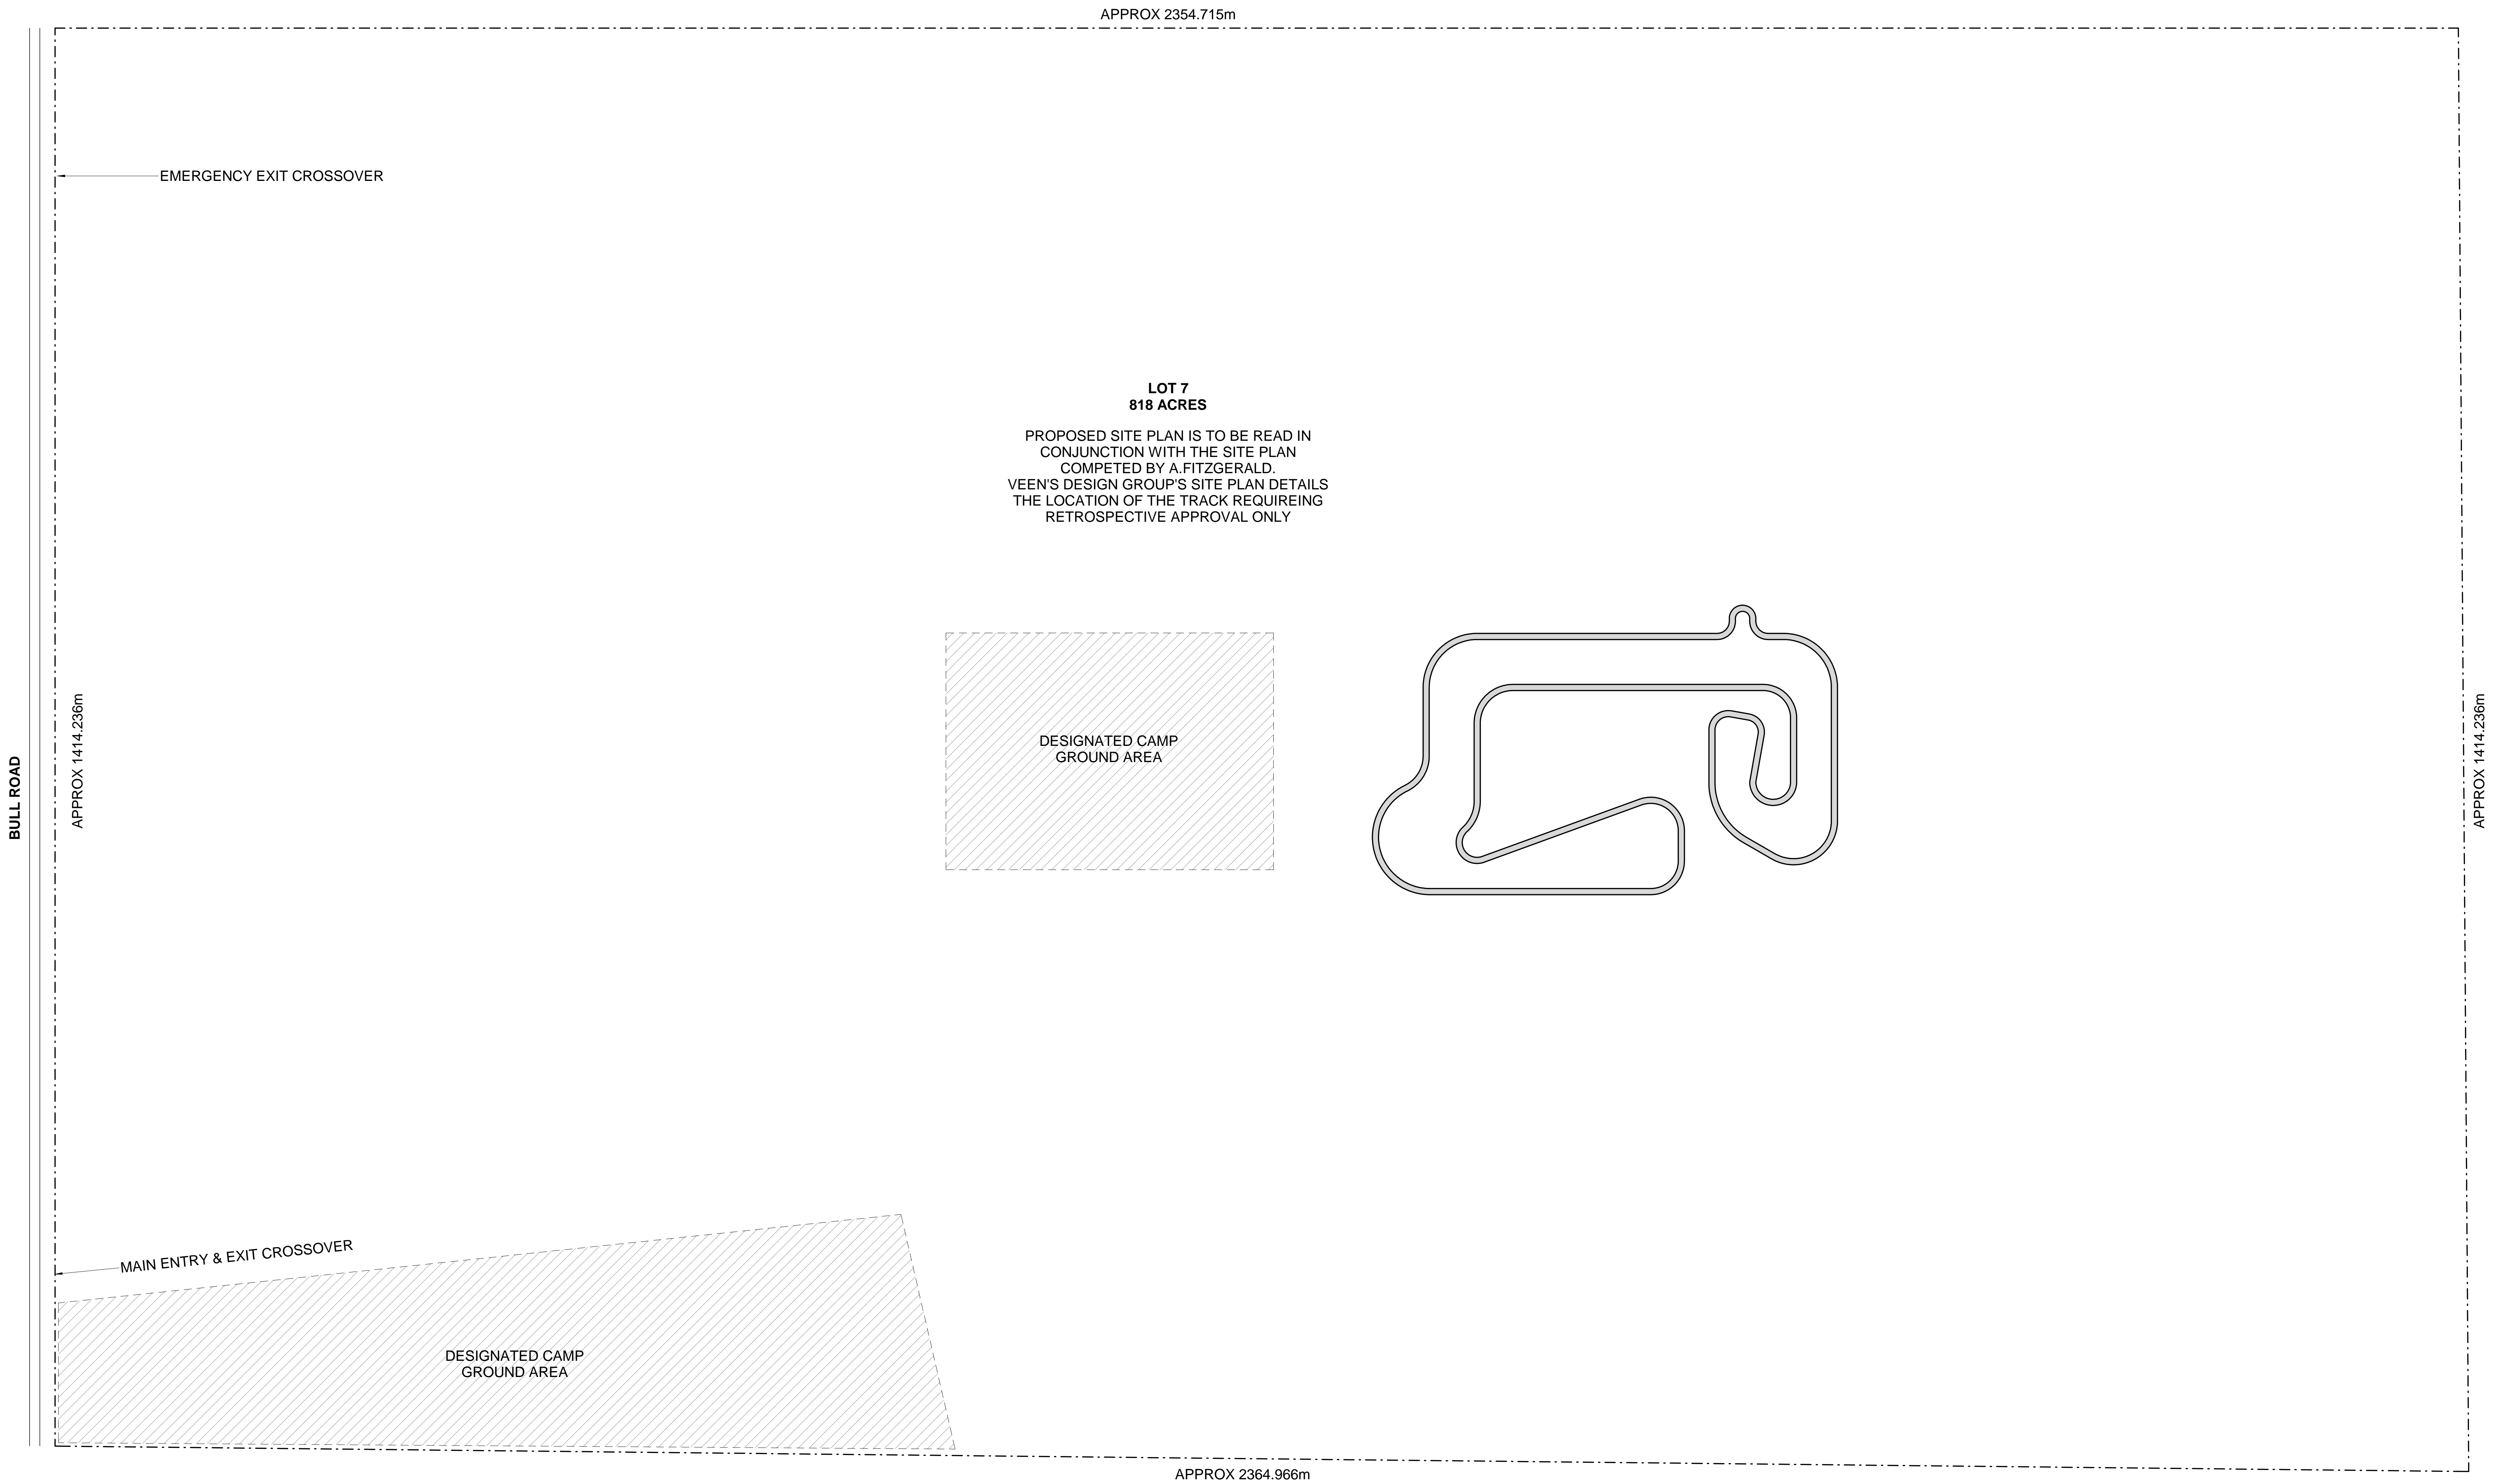 APPROX 2354.715m
EMERGENCY EXIT CROSSOVER
LOT 7
818 ACRES
PROPOSED SITE PLAN IS TO BE READ IN
CONJUNCTION WITH THE SITE PLAN
COMPETED BY A.FITZGERALD.
VEEN'S DESIGN GROUP'S SITE PLAN DETAILS
THE LOCATION OF THE TRACK REQUIREING
RETROSPECTIVE APPROVAL ONLY
BULL ROAD
APPROX 1414.236m
DESIGNATED CAMP
GROUND AREA
APPROX 1414.236m
MAIN ENTRY & EXIT CROSSOVER
DESIGNATED CAMP
GROUND AREA
APPROX 2364.966m